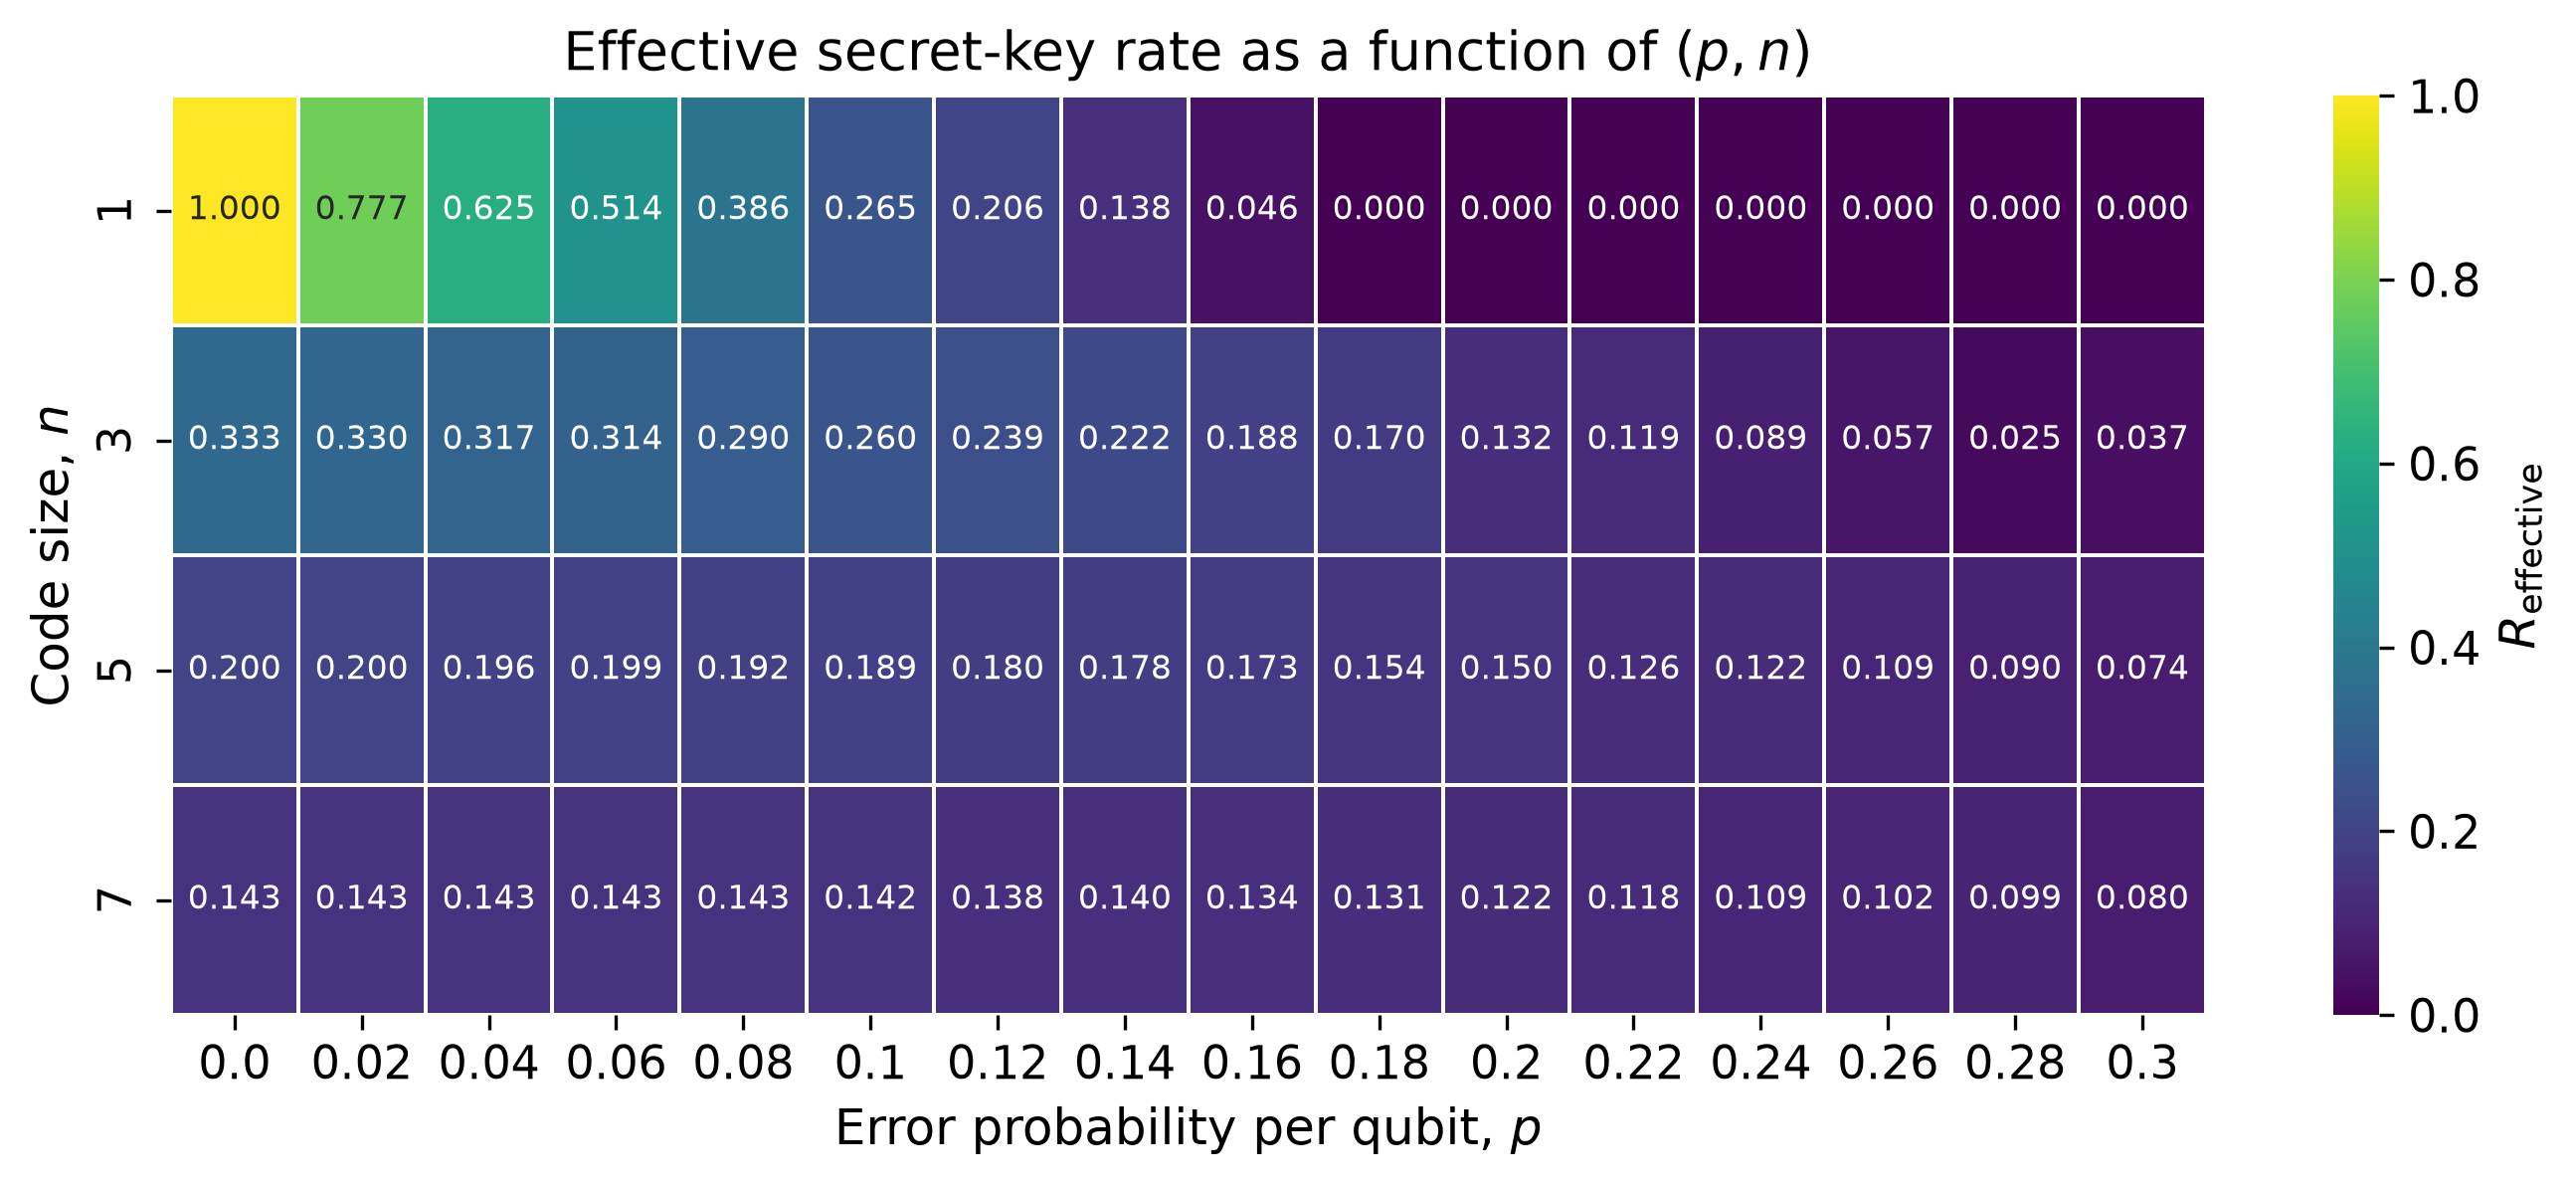 Effective secret-key rate as a function of (p, n)
1 1.000 0.777 0.625 0.514 0.386 0.265 0.206 0.138 0.046 0.000 0.000 0.000 0.000 0.000 0.000 0.000
3 0.333 0.330 0.317 0.314 0.290 0.260 0.239 0.222 0.188 0.170 0.132 0.119 0.089 0.057 0.025 0.037
5 0.200 0.200 0.196 0.199 0.192 0.189 0.180 0.178 0.173 0.154 0.150 0.126 0.122 0.109 0.090 0.074
7 0.143 0.143 0.143 0.143 0.143 0.142 0.138 0.140 0.134 0.131 0.122 0.118 0.109 0.102 0.099 0.080
0.0 0.02 0.04 0.06 0.08 0.1 0.12 0.14 0.16 0.18 0.2 0.22 0.24 0.26 0.28 0.3
Error probability per qubit, p
Code size, n
1.0
0.8
0.6
0.4
0.2
0.0
Reffective